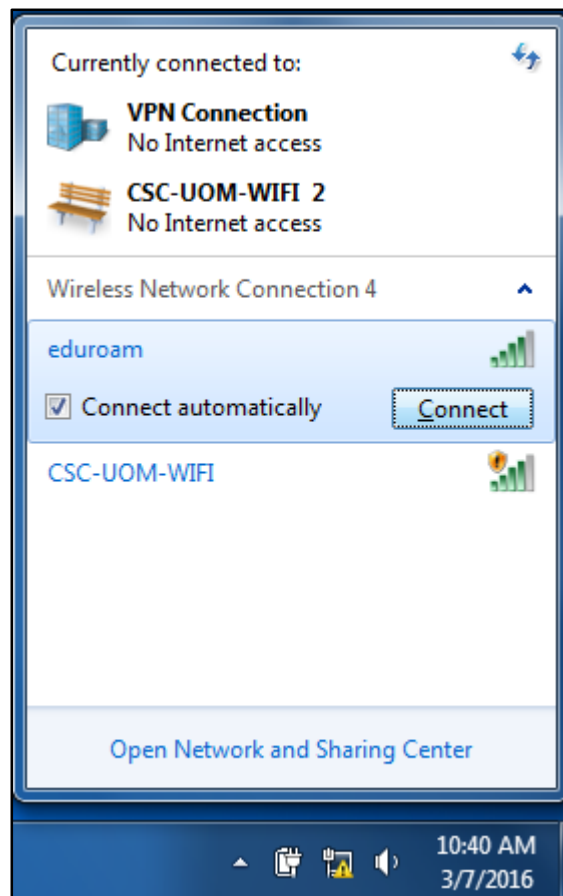 Currently connected to:
VPN Connection
No Internet access
CSC-UOM-WIFI 2
No Internet access
Wireless Network Connection 4
eduroam
Connect automatically
Connect
CSC-UOM-WIFI
Open Network and Sharing Center
10:40 AM
3/7/2016